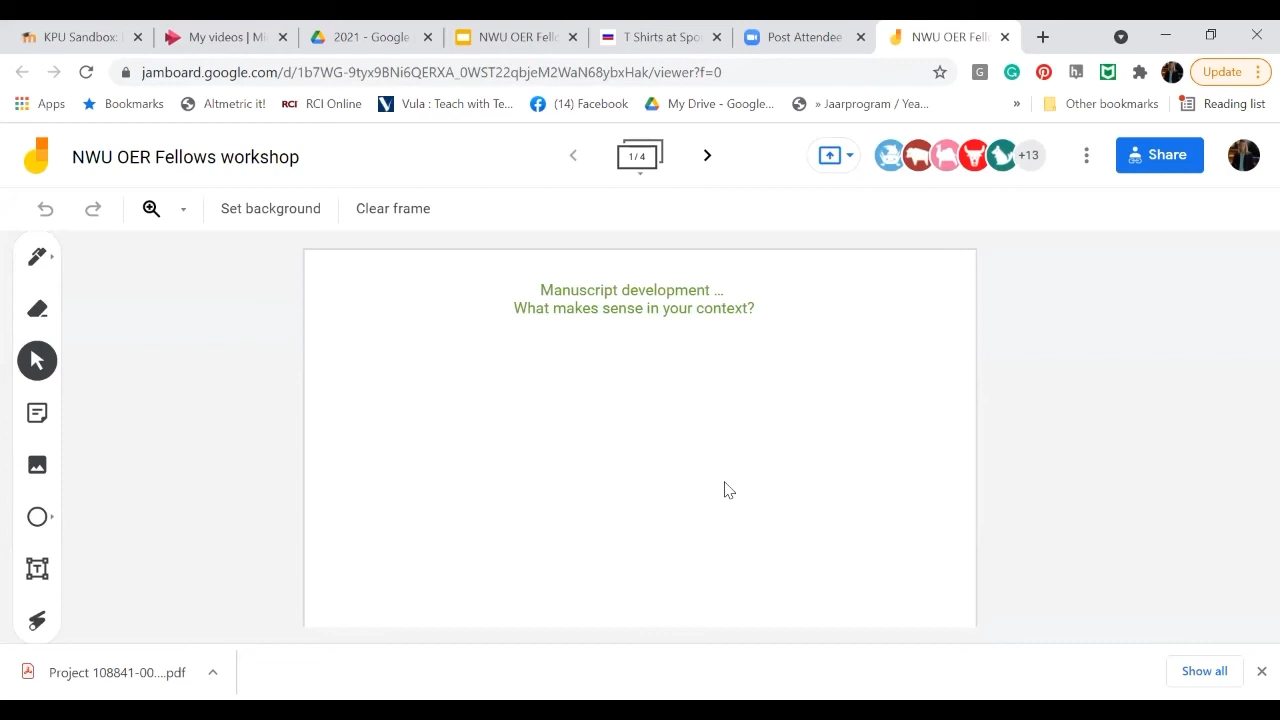 KPU Sandbox:
My videos | Mi
2021 - Google
NWU OER Fell
T Shirts at Spo
Post Attendee
NWU OER Fell
jamboard.google.com/d/1b7WG-9tyx9BNi6QERXA_0WST22qbjeM2WaN68ybxHak/viewer?f=0
Update
Apps
Bookmarks
Altmetric it!
RCI
RCI Online
Vula : Teach with Te...
(14) Facebook
My Drive - Google...
» Jaarprogram / Yea...
»
Other bookmarks
Reading list
NWU OER Fellows workshop
1/4
+13
Share
Set background
Clear frame
Manuscript development ...
What makes sense in your context?
Project 108841-00....pdf
Show all